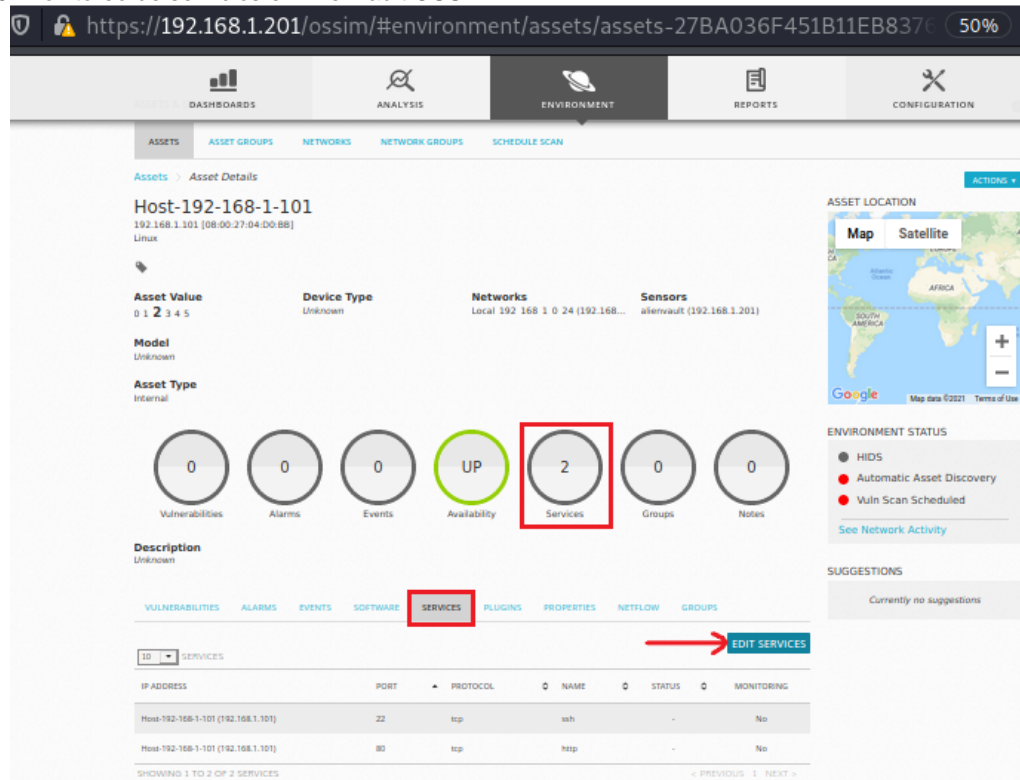 https://192.168.1.201/ossim/#environment/assets/assets-27BA036F451B11EB8376 50%
DASHBOARDS ANALYSIS ENVIRONMENT REPORTS CONFIGURATION
ASSETS ASSET GROUPS NETWORKS NETWORK GROUPS SCHEDULE SCAN
Assets > Asset Details
ACTIONS
Host-192-168-1-101
192.168.1.101 [08:00:27:04:D0:BB]
Linux
Asset Value Device Type Networks Sensors
0 1 2 3 4 5 Unknown Local 192 168 1 0 24 (192.168... alienvault (192.168.1.201)
Model
Unknown
Asset Type
Internal
0 0 0 UP 2 0 0
Vulnerabilities Alarms Events Availability Services Groups Notes
Description
Unknown
ASSET LOCATION
Map Satellite
Atlantic
Ocean
AFRICA
SOUTH
AMERICA
+
−
Google Map data ©2021 Terms of Use
ENVIRONMENT STATUS
HIDS
Automatic Asset Discovery
Vuln Scan Scheduled
See Network Activity
SUGGESTIONS
Currently no suggestions
VULNERABILITIES ALARMS EVENTS SOFTWARE SERVICES PLUGINS PROPERTIES NETFLOW GROUPS
EDIT SERVICES
10 SERVICES
IP ADDRESS PORT PROTOCOL NAME STATUS MONITORING
Host-192-168-1-101 (192.168.1.101) 22 tcp ssh - No
Host-192-168-1-101 (192.168.1.101) 80 tcp http - No
SHOWING 1 TO 2 OF 2 SERVICES < PREVIOUS 1 NEXT >